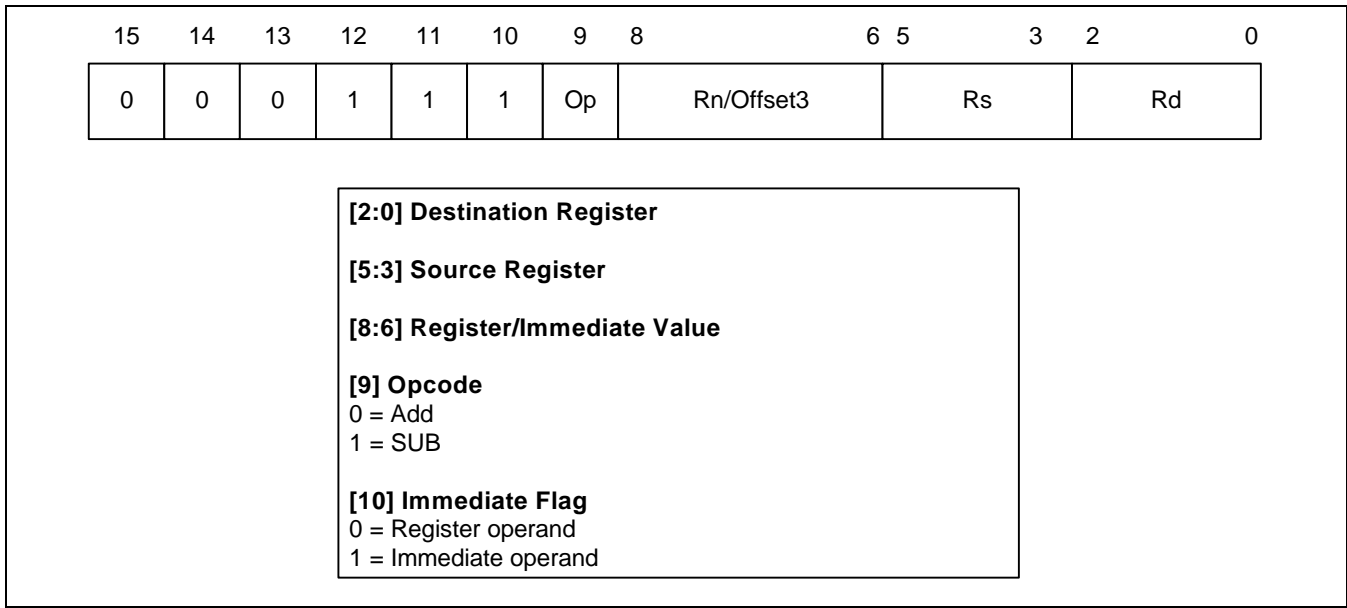 15 14 13 12 11 10 9 8 6 5 3 2 0
0 0 0 1 1 1 Op Rn/Offset3 Rs Rd
[2:0] Destination Register
[5:3] Source Register
[8:6] Register/Immediate Value
[9] Opcode
0 = Add
1 = SUB
[10] Immediate Flag
0 = Register operand
1 = Immediate operand